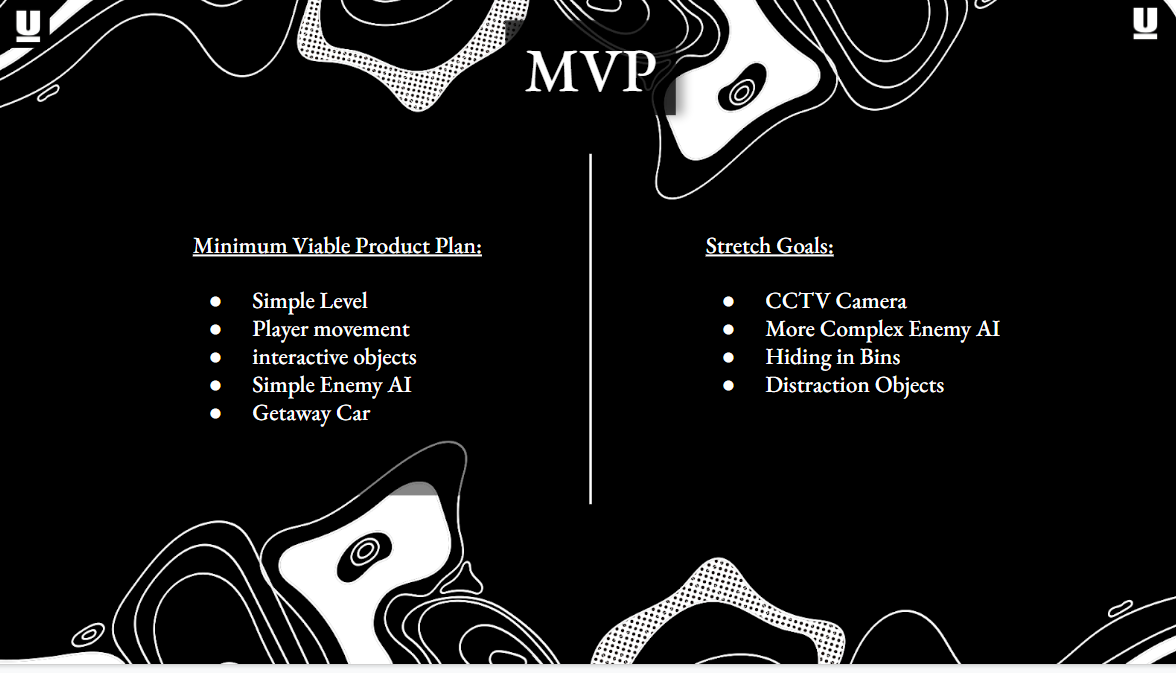 U
U
MVP
Minimum Viable Product Plan:
● Simple Level
● Player movement
● interactive objects
● Simple Enemy AI
● Getaway Car
Stretch Goals:
● CCTV Camera
● More Complex Enemy AI
● Hiding in Bins
● Distraction Objects